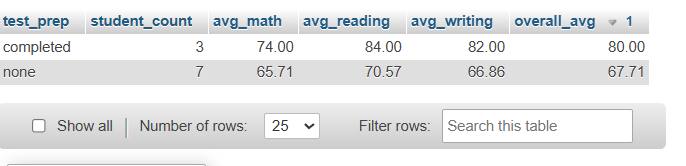 test_prep student_count avg_math avg_reading avg_writing overall_avg 1
completed 3 74.00 84.00 82.00 80.00
none 7 65.71 70.57 66.86 67.71
Show all Number of rows: 25 Filter rows: Search this table